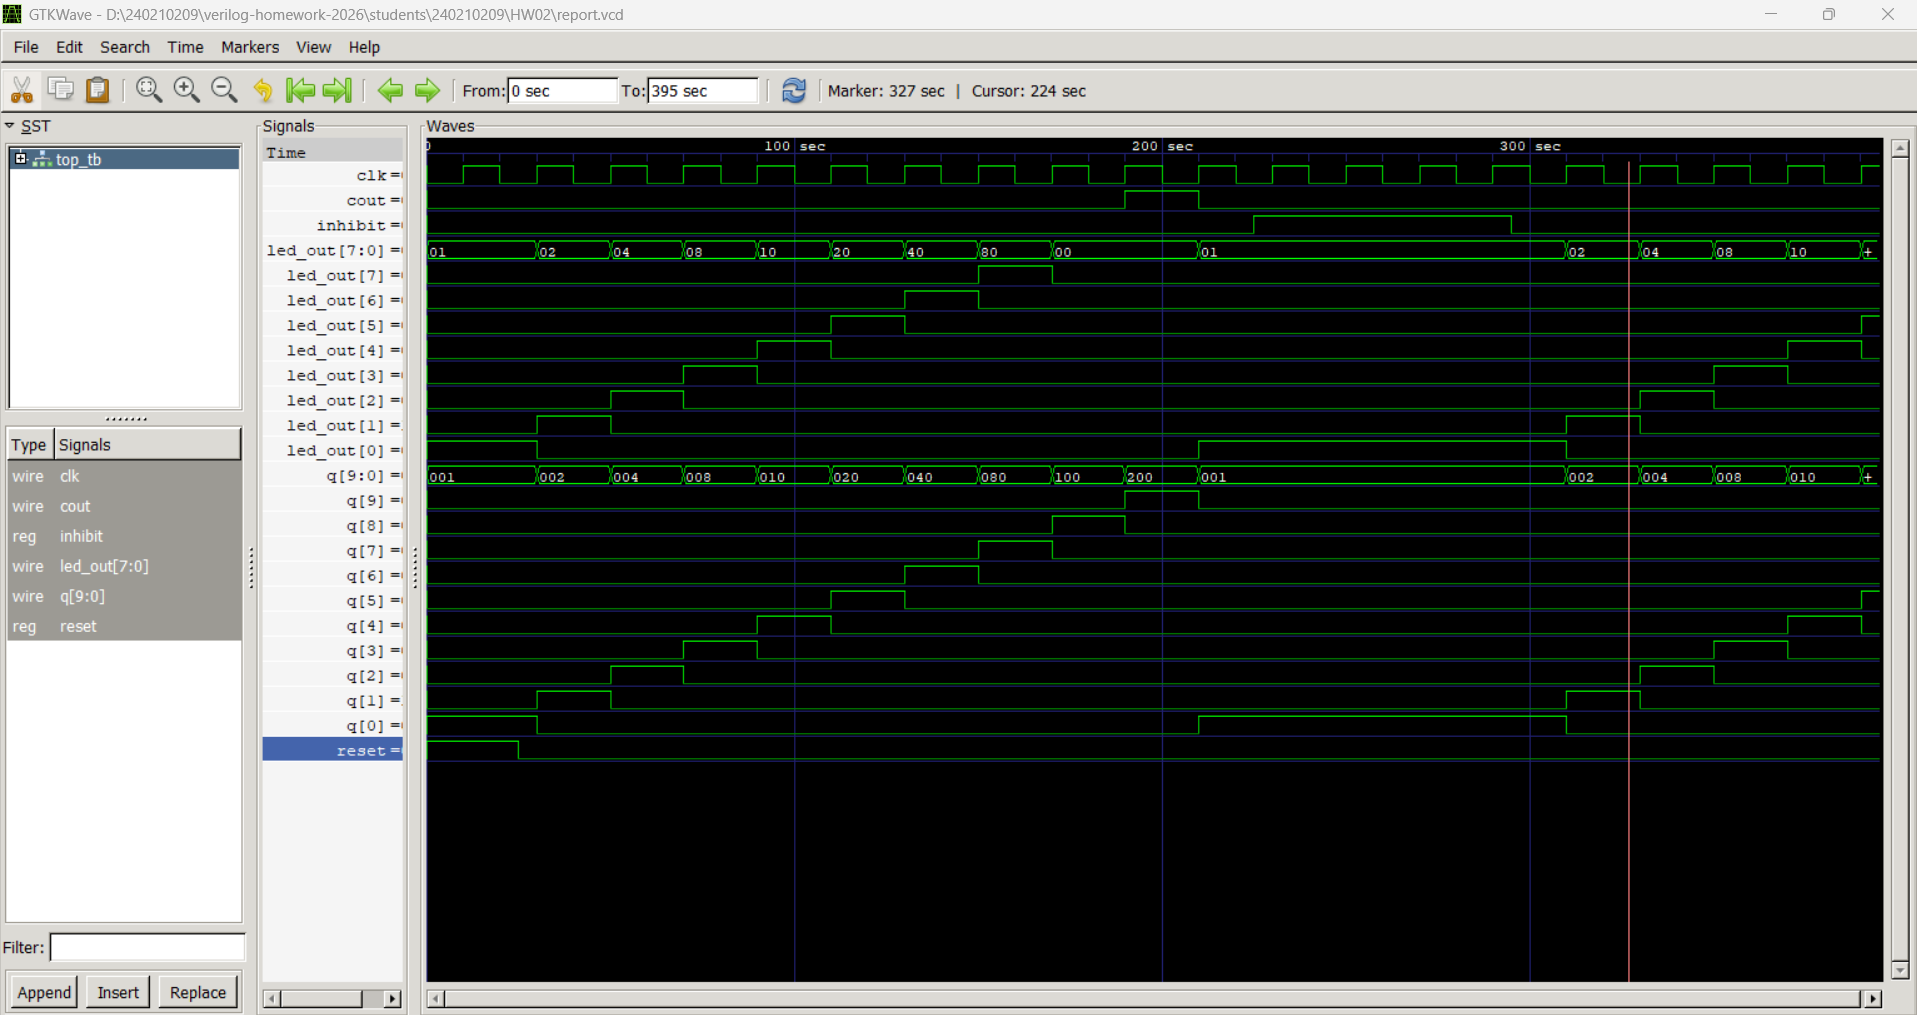 GTKWave - D:\240210209\verilog-homework-2026\students\240210209\HW02\report.vcd
File Edit Search Time Markers View Help
From: 0 sec To: 395 sec Marker: 327 sec | Cursor: 224 sec
SST
top_tb
Type Signals
wire clk
wire cout
reg inhibit
wire led_out[7:0]
wire q[9:0]
reg reset
Filter:
Append Insert Replace
Signals
Time
clk=
cout=
inhibit=
led_out[7:0]=
led_out[7]=
led_out[6]=
led_out[5]=
led_out[4]=
led_out[3]=
led_out[2]=
led_out[1]=
led_out[0]=
q[9:0]=
q[9]=
q[8]=
q[7]=
q[6]=
q[5]=
q[4]=
q[3]=
q[2]=
q[1]=
q[0]=
reset=
Waves
100 sec 200 sec 300 sec
01 02 04 08 10 20 40 80 00 01 02 04 08 10 +
001 002 004 008 010 020 040 080 100 200 001 002 004 008 010 +